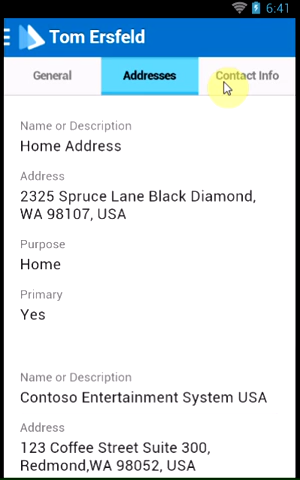 6:41
Tom Ersfeld
General
Addresses
Contact Info
Name or Description
Home Address
Address
2325 Spruce Lane Black Diamond,
WA 98107, USA
Purpose
Home
Primary
Yes
Name or Description
Contoso Entertainment System USA
Address
123 Coffee Street Suite 300,
Redmond,WA 98052, USA